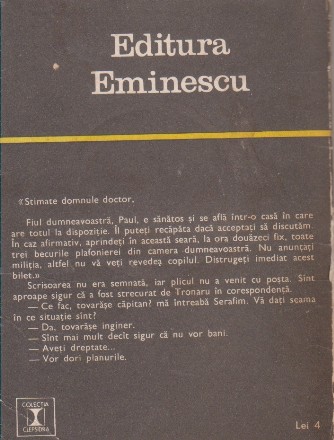 Editura
Eminescu
«Stimate domnule doctor.
Fiul dumneavoastră, Paul, e sănătos și se află într-o casă în care
are totul la dispoziție. Îl puteți recăpăta dacă acceptați să discutăm.
În caz afirmativ, aprindeți în această seară, la ora douăzeci fix, toate
trei becurile plafonierei din camera dumneavoastră. Nu anunțați
miliția, altfel nu vă veți revedea copilul. Distrugeți imediat acest
bilet.»
Scrisoarea nu era semnată, iar plicul nu a venit cu poșta. Sînt
aproape sigur că a fost strecurat de Tronaru în corespondență.
— Ce fac, tovarășe căpitan? mă întreabă Serafim. Vă dați seama
în ce situație sînt?
— Da, tovarășe inginer.
— Sînt mai mult decît sigur că nu vor bani.
— Aveți dreptate...
— Vor dori planurile.
COLECȚIA
CLEPSIDRA
Lei 4